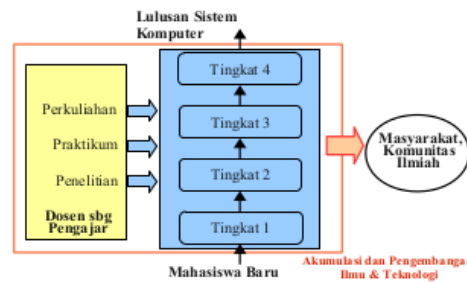 Lulusan Sistem
Komputer
Tingkat 4
Perkuliahan
Tingkat 3
Praktikum
Masyarakat,
Komunitas
Ilmiah
Penelitian
Tingkat 2
Dosen sbg
Pengajar
Tingkat 1
Mahasiswa Baru
Akumulasi dan Pengembangan
Ilmu & Teknologi